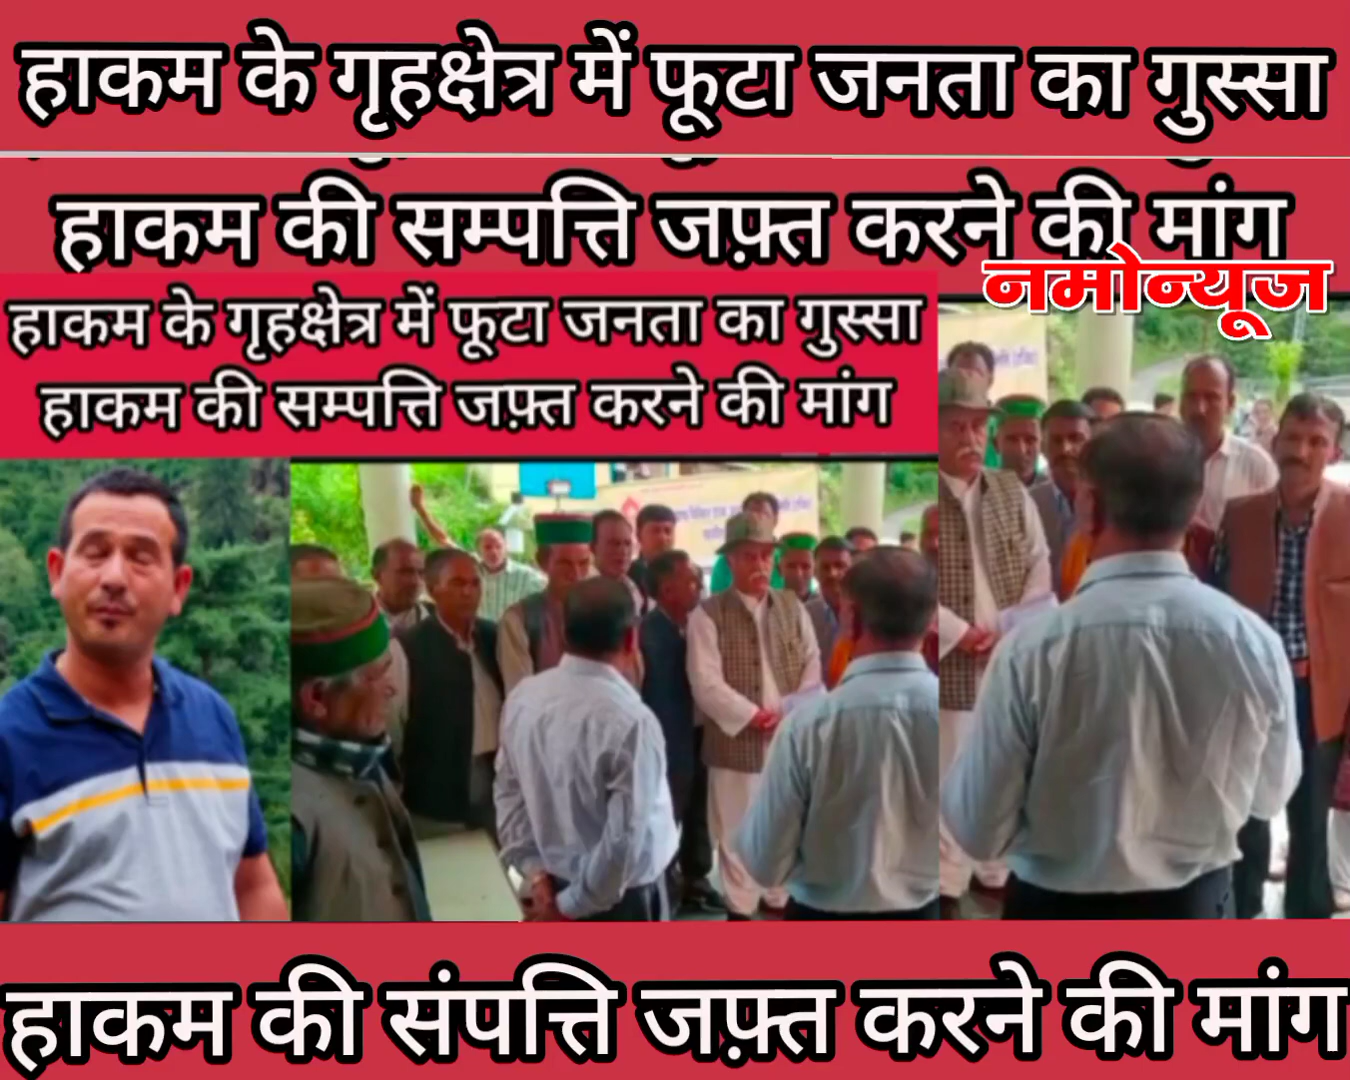 हाकम के गृहक्षेत्र में फूटा जनता का गुस्सा
हाकम की सम्पत्ति जफ़्त करने की मांग
नमोन्यूज
हाकम के गृहक्षेत्र में फूटा जनता का गुस्सा
हाकम की सम्पत्ति जफ़्त करने की मांग
हाकम की संपत्ति जफ़्त करने की मांग